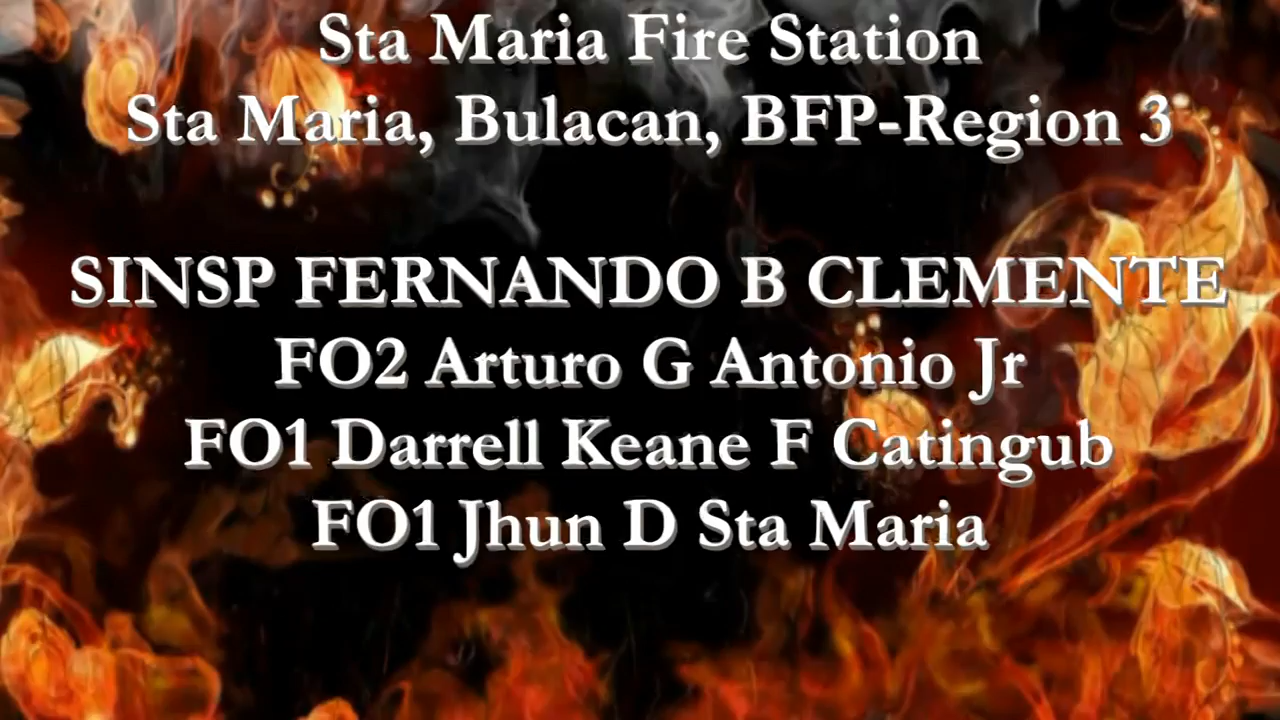 Sta Maria Fire Station
Sta Maria, Bulacan, BFP-Region 3
SINSP FERNANDO B CLEMENTE
FO2 Arturo G Antonio Jr
FO1 Darrell Keane F Catingub
FO1 Jhun D Sta Maria